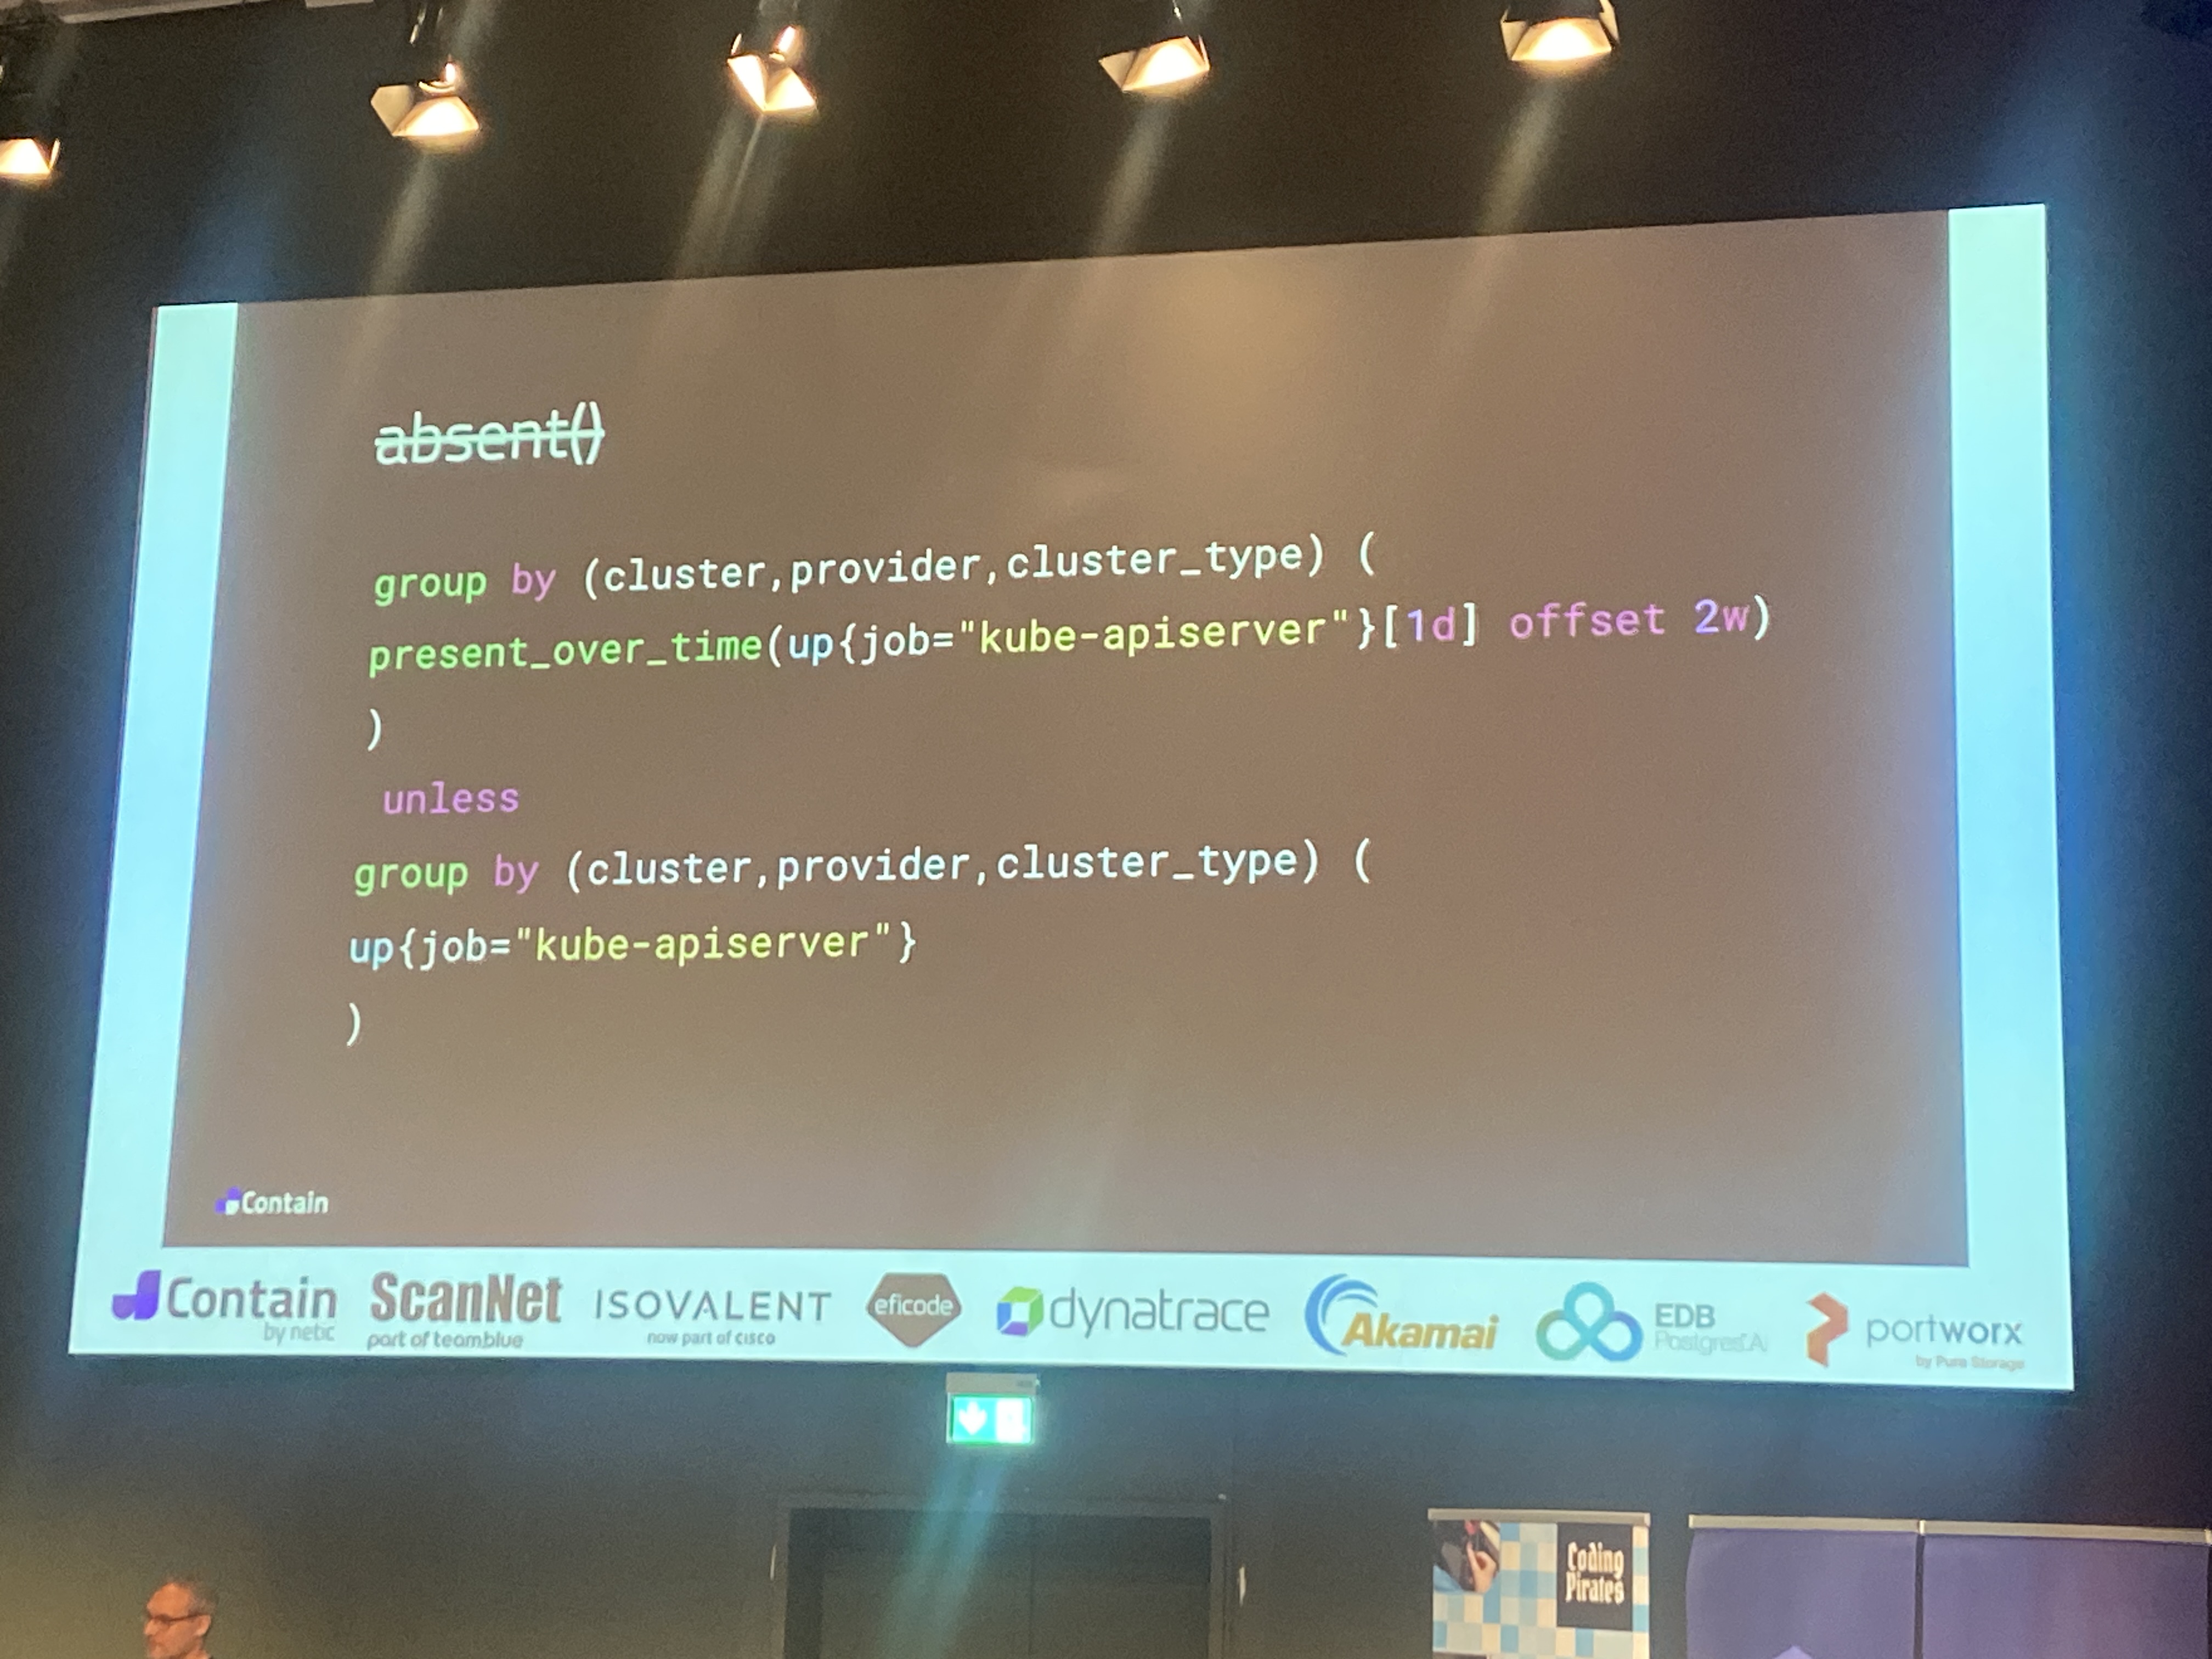 absent()
group by (cluster,provider,cluster_type) (
present_over_time(up{job="kube-apiserver"}[1d] offset 2w)
)
unless
group by (cluster,provider,cluster_type) (
up{job="kube-apiserver"}
)
Contain
Contain
by netic
ScanNet
part of team.blue
ISOVALENT
now part of CISCO
eficode
dynatrace
Akamai
EDB
Postgres AI
portworx
by Pure Storage
Coding
Pirates